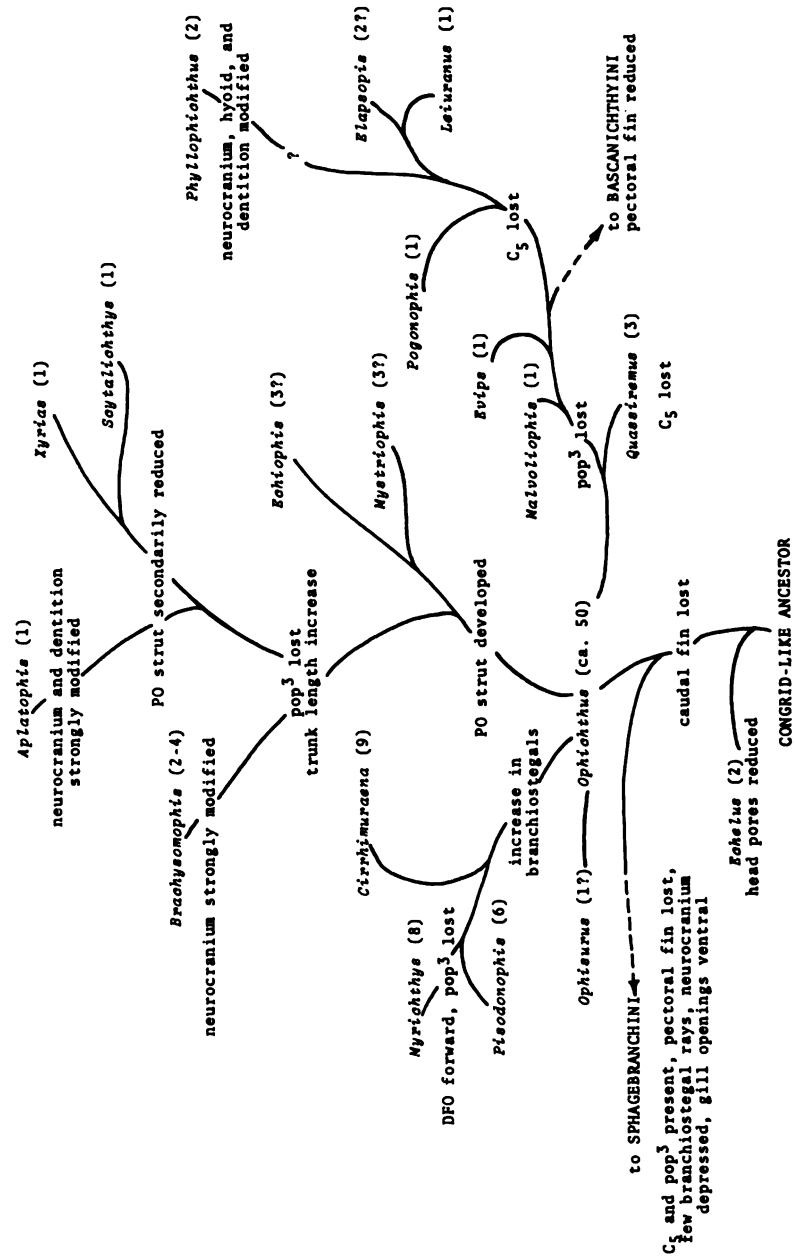 Aplatophis (1)
neurocranium and dentition
strongly modified
Xyrias (1)
Scytalichthys (1)
Phyllophichthus (2)
neurocranium, hyoid, and
dentition modified
?
Brachysomophis (2-4)
neurocranium strongly modified
PO strut secondarily reduced
Elapsopis (2?)
Leiuranus (1)
pop³ lost
trunk length increase
Echiophis (3?)
Mystriophis (3?)
Pogonophis (1)
C₅ lost
Cirrhimuraena (9)
Myrichthys (8)
DFO forward, pop³ lost
Pisodonophis (6)
increase in
branchiostegals
PO strut developed
Evips (1)
Malvoliophis (1)
pop³ lost
to BASCANICHTHYINI
pectoral fin reduced
Quassiremus (3)
C₅ lost
Ophisurus (1?)
Ophichthus (ca. 50)
to SPHAGEBRANCHINI
C₅ and pop³ present, pectoral fin lost,
few branchiostegal rays, neurocranium
depressed, gill openings ventral
caudal fin lost
Echelus (2)
head pores reduced
CONGRID-LIKE ANCESTOR